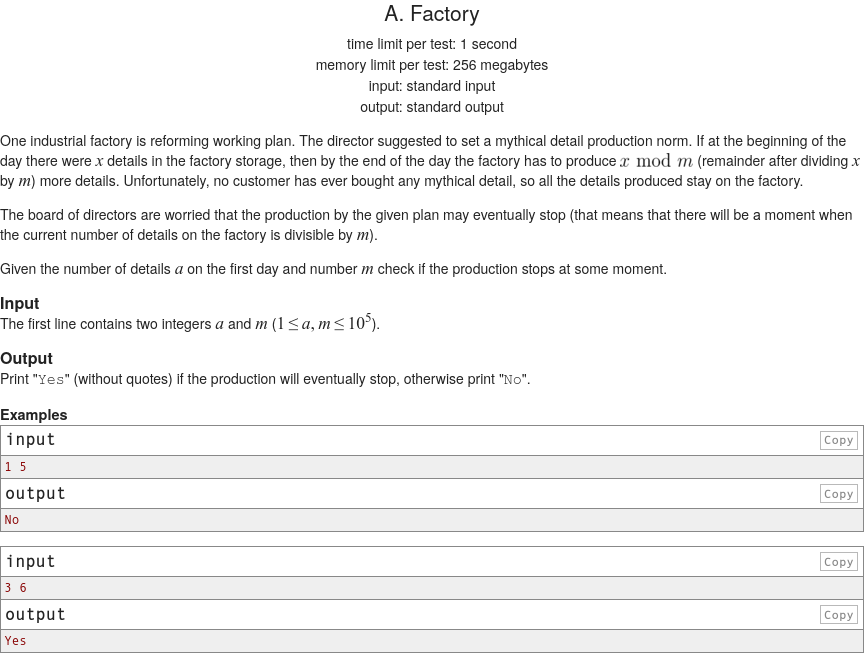 A. Factory
time limit per test: 1 second
memory limit per test: 256 megabytes
input: standard input
output: standard output
One industrial factory is reforming working plan. The director suggested to set a mythical detail production norm. If at the beginning of the
day there were x details in the factory storage, then by the end of the day the factory has to produce x mod m (remainder after dividing x
by m) more details. Unfortunately, no customer has ever bought any mythical detail, so all the details produced stay on the factory.
The board of directors are worried that the production by the given plan may eventually stop (that means that there will be a moment when
the current number of details on the factory is divisible by m).
Given the number of details a on the first day and number m check if the production stops at some moment.
Input
The first line contains two integers a and m (1 ≤ a, m ≤ 10⁵).
Output
Print "Yes" (without quotes) if the production will eventually stop, otherwise print "No".
Examples
input Copy
1 5
output Copy
No
input Copy
3 6
output Copy
Yes